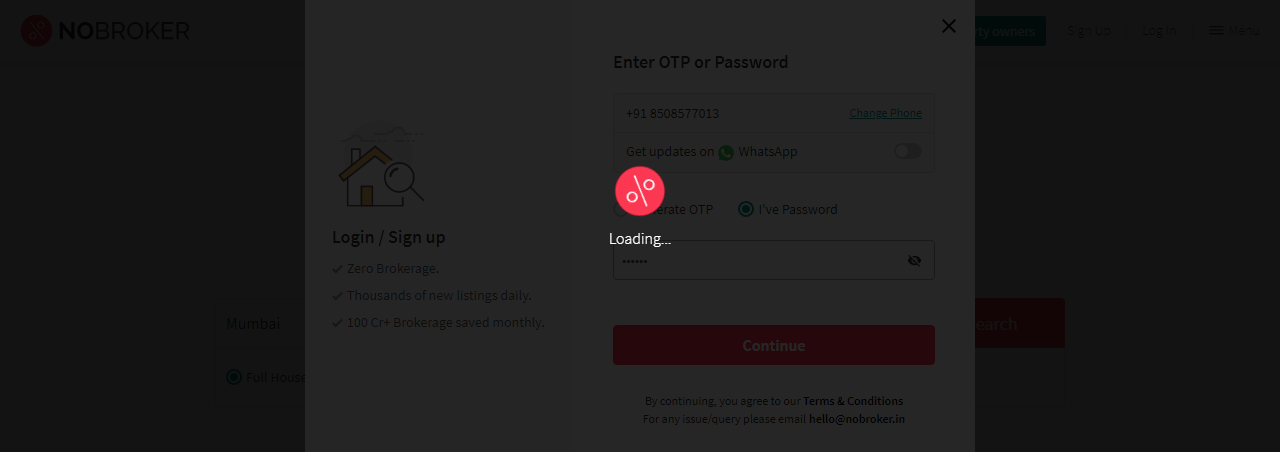 NOBROKER
rty owners
Sign Up
Log In
Menu
Enter OTP or Password
+91 8508577013
Change Phone
Get updates on WhatsApp
OTP
I've Password
Loading...
Login / Sign up
Zero Brokerage.
Thousands of new listings daily.
100 Cr+ Brokerage saved monthly.
Mumbai
earch
Full House
Continue
By continuing, you agree to our Terms & Conditions
For any issue/query please email hello@nobroker.in